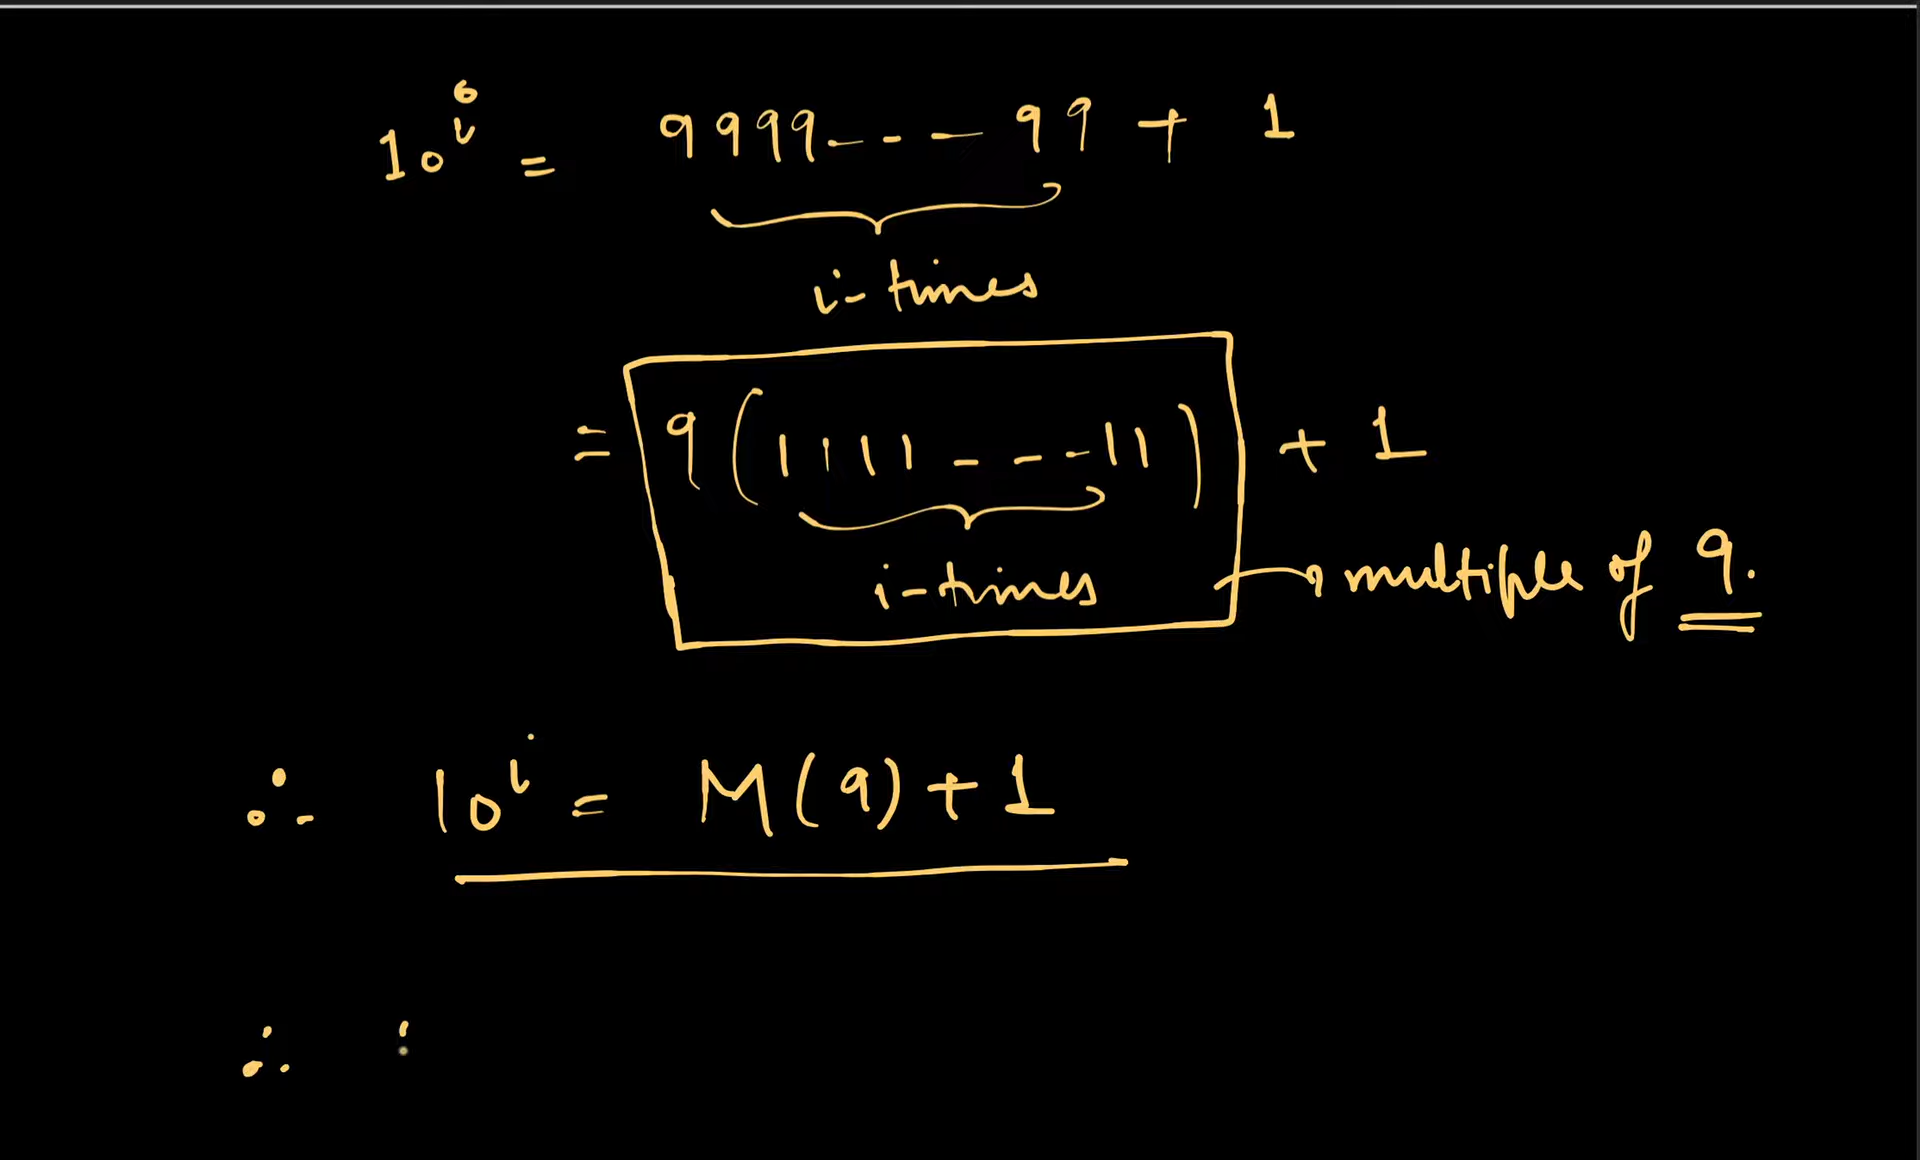 10^i = 9999--- 99 + 1
i-times
= 9(1111----11) + 1
i-times → multiple of 9.
∴ 10^i = M(9)+1
∴